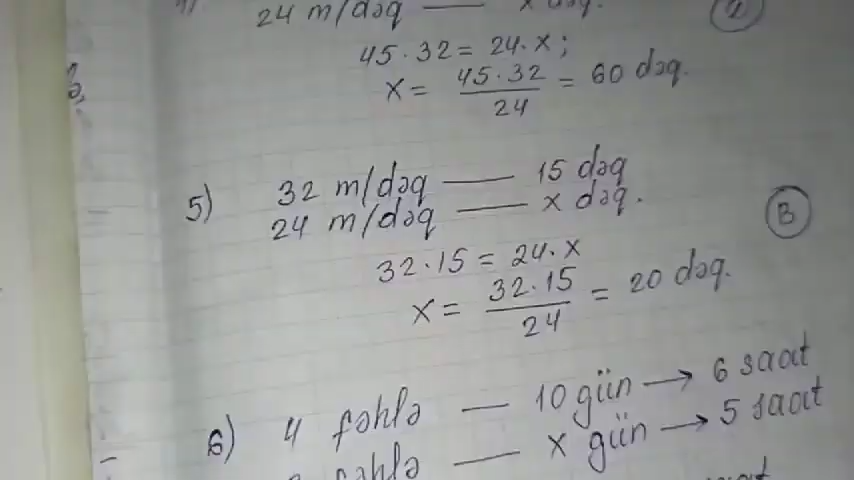 24 m/dəq — x dəq.
45·32 = 24·x;
x = 45·32/24 = 60 dəq.
5) 32 m/dəq — 15 dəq
24 m/dəq — x dəq.
B
32·15 = 24·x
x = 32·15/24 = 20 dəq.
6) 4 fəhlə — 10 gün → 6 saat
fəhlə — x gün → 5 saat